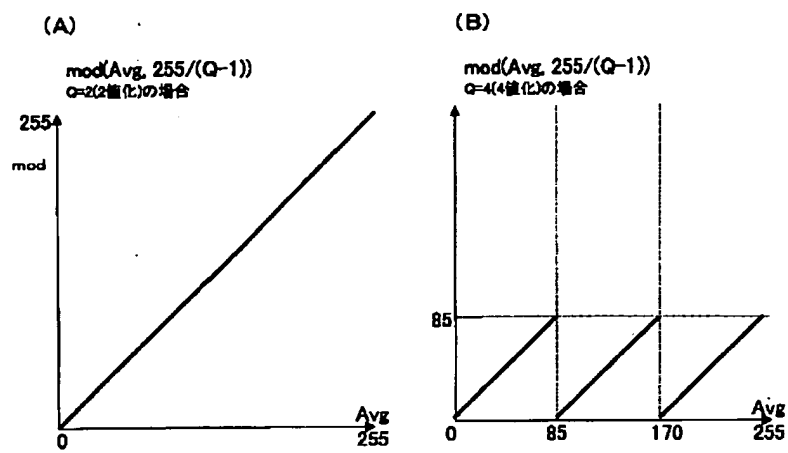 (A)
mod(Avg, 255/(Q-1))
Q=2(2値化)の場合
255
mod
Avg
0
255
(B)
mod(Avg, 255/(Q-1))
Q=4(4値化)の場合
85
Avg
0
85
170
255